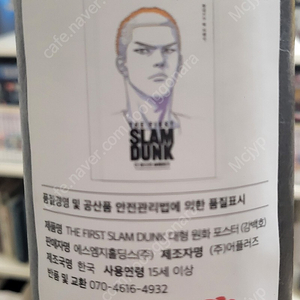 THE FIRST
SLAM
DUNK
품질경영 및 공산품 안전관리법에 의한 품질표시
제품명 THE FIRST SLAM DUNK 대형 원화 포스터 (강백호)
판매자명 에스엠지홀딩스(주) 제조자명 (주)어플러즈
제조국명 한국 사용연령 15세 이상
반품 및 교환 070-4616-4932